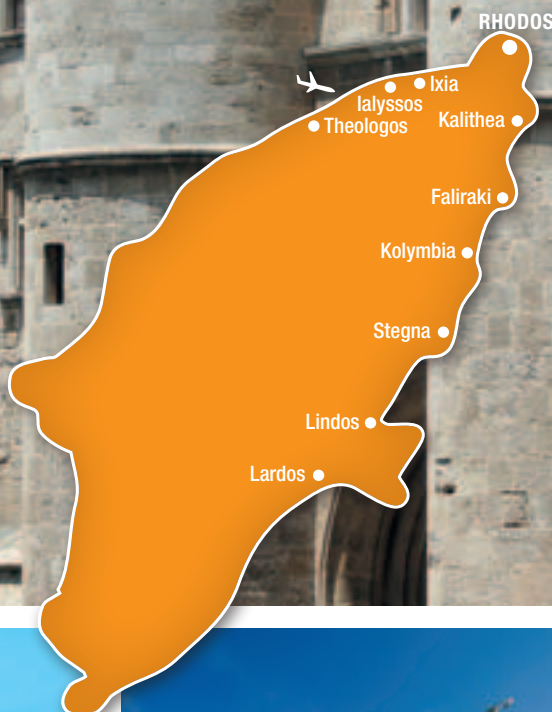 RHODOS
Ixia
Ialyssos
Kalithea
Theologos
Faliraki
Kolymbia
Stegna
Lindos
Lardos